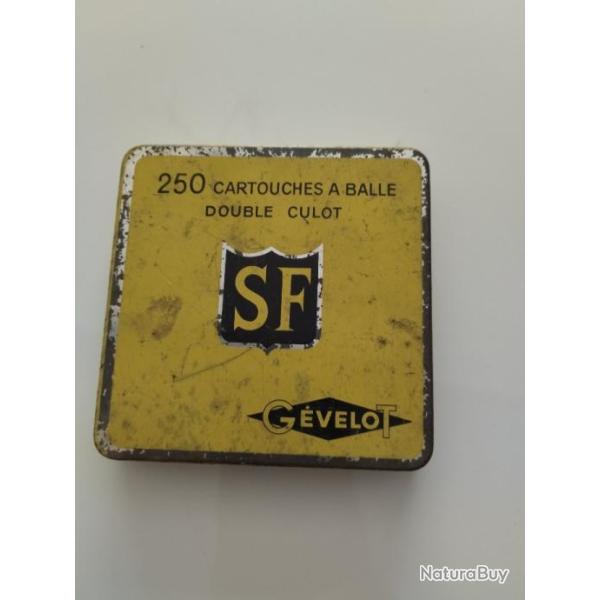 250 CARTOUCHES A BALLE
DOUBLE CULOT
SF
GÉVELOT
NaturaBuy